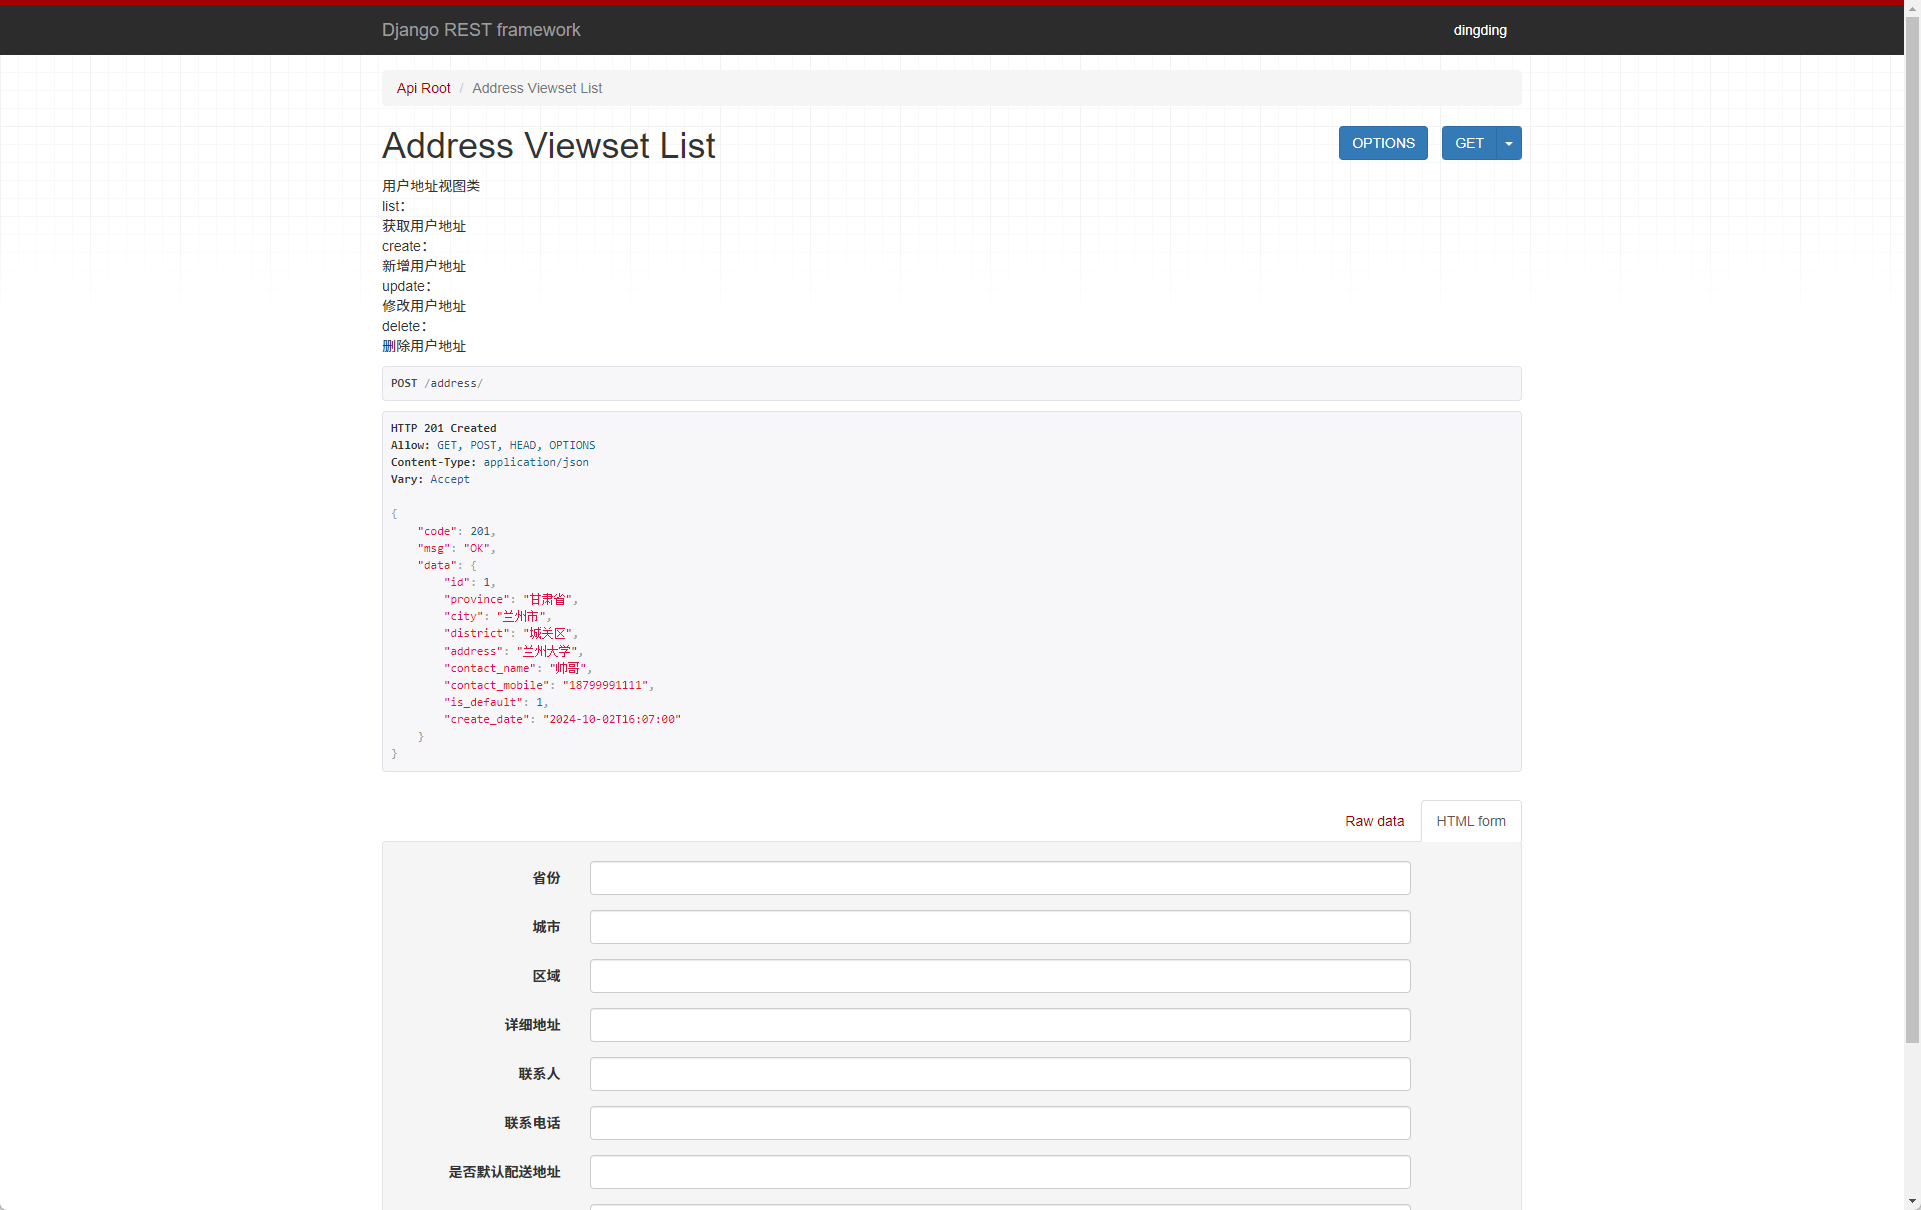 Django REST framework
dingding
Api Root / Address Viewset List
Address Viewset List
OPTIONS
GET
用户地址视图类
list：
获取用户地址
create：
新增用户地址
update：
修改用户地址
delete：
删除用户地址
POST /address/
HTTP 201 Created
Allow: GET, POST, HEAD, OPTIONS
Content-Type: application/json
Vary: Accept
{
    "code": 201,
    "msg": "OK",
    "data": {
        "id": 1,
        "province": "甘肃省",
        "city": "兰州市",
        "district": "城关区",
        "address": "兰州大学",
        "contact_name": "帅哥",
        "contact_mobile": "18799991111",
        "is_default": 1,
        "create_date": "2024-10-02T16:07:00"
    }
}
Raw data
HTML form
省份
城市
区域
详细地址
联系人
联系电话
是否默认配送地址